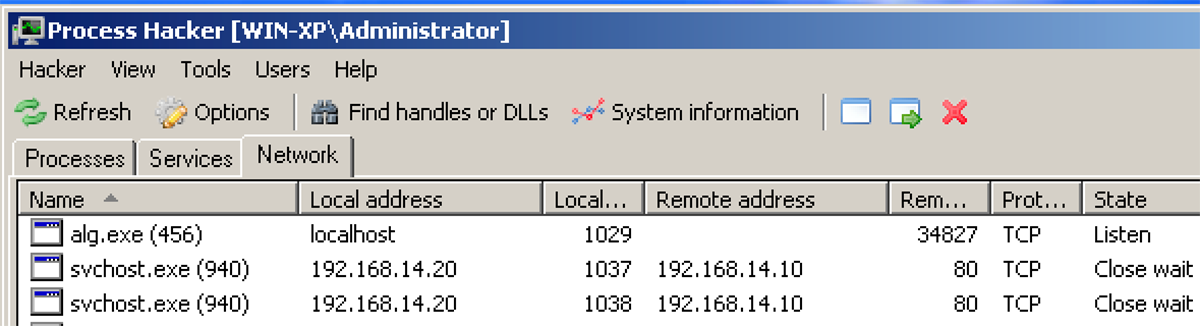 Process Hacker [WIN-XP\Administrator]
Hacker View Tools Users Help
Refresh Options Find handles or DLLs System information
Processes Services Network
Name Local address Local... Remote address Rem... Prot... State
alg.exe (456) localhost 1029 34827 TCP Listen
svchost.exe (940) 192.168.14.20 1037 192.168.14.10 80 TCP Close wait
svchost.exe (940) 192.168.14.20 1038 192.168.14.10 80 TCP Close wait